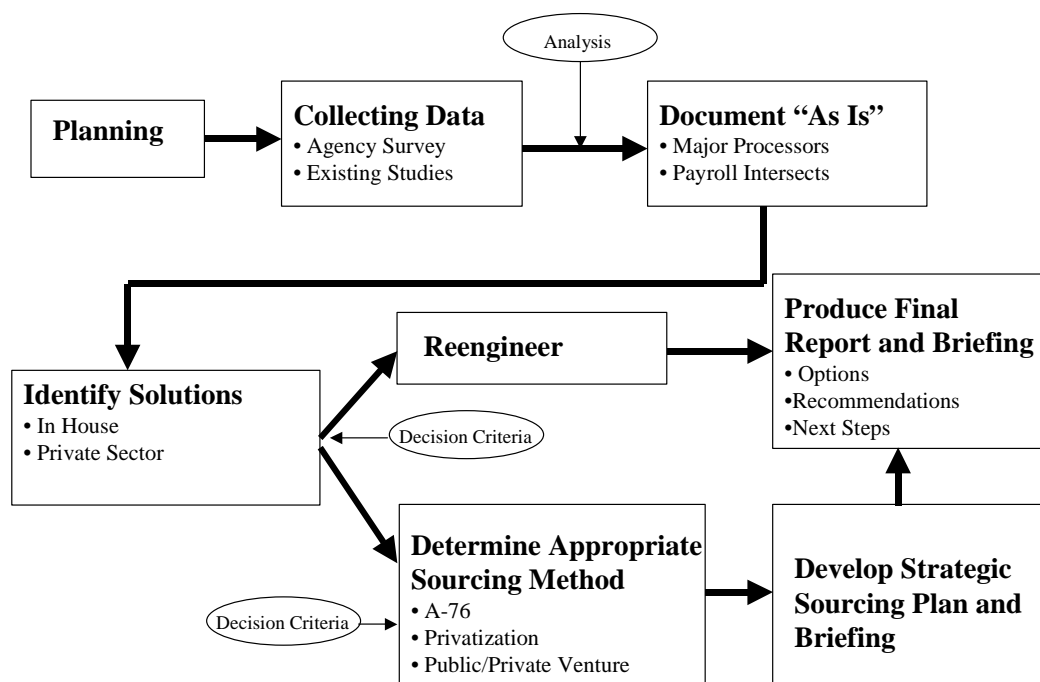 Analysis
Planning
Collecting Data
• Agency Survey
• Existing Studies
Document “As Is”
• Major Processors
• Payroll Intersects
Identify Solutions
• In House
• Private Sector
Decision Criteria
Reengineer
Produce Final
Report and Briefing
• Options
•Recommendations
•Next Steps
Decision Criteria
Determine Appropriate
Sourcing Method
• A-76
• Privatization
• Public/Private Venture
Develop Strategic
Sourcing Plan and
Briefing